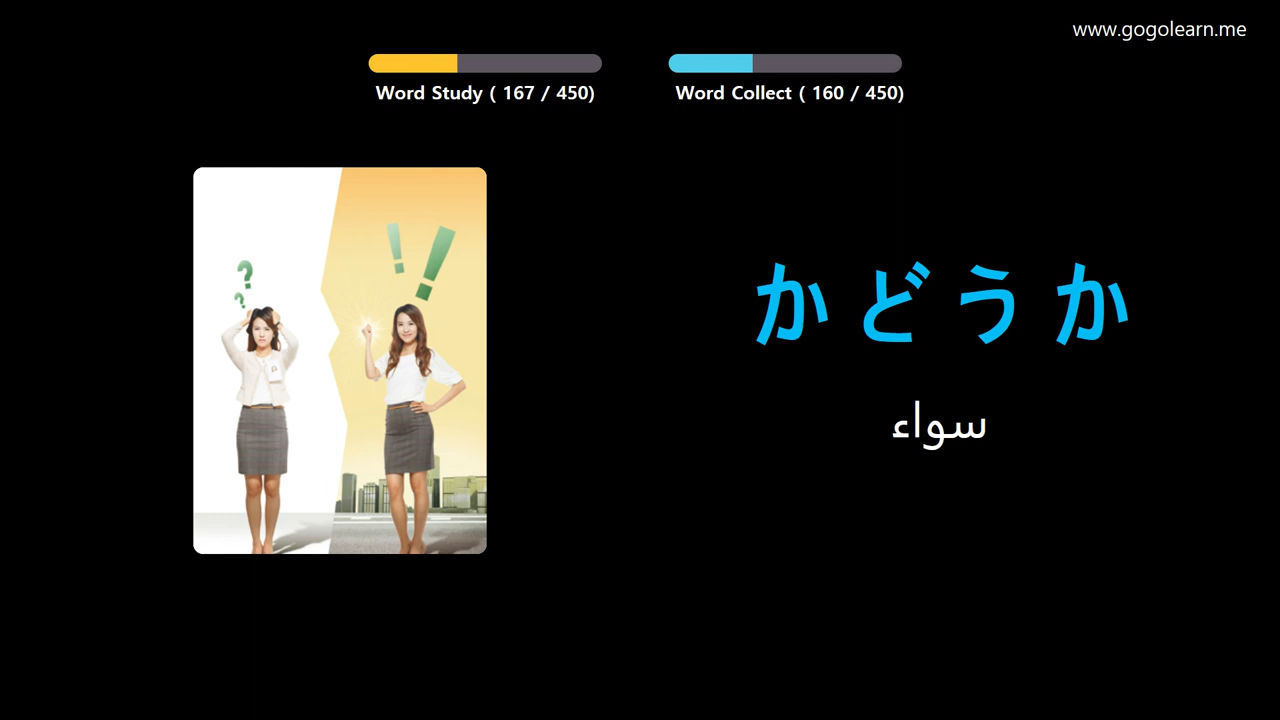 www.gogolearn.me
Word Study ( 167 / 450)
Word Collect ( 160 / 450)
? ?
! !
かどうか
سواء